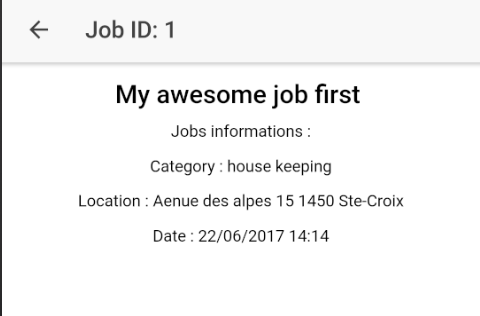 Job ID: 1
My awesome job first
Jobs informations :
Category : house keeping
Location : Aenue des alpes 15 1450 Ste-Croix
Date : 22/06/2017 14:14